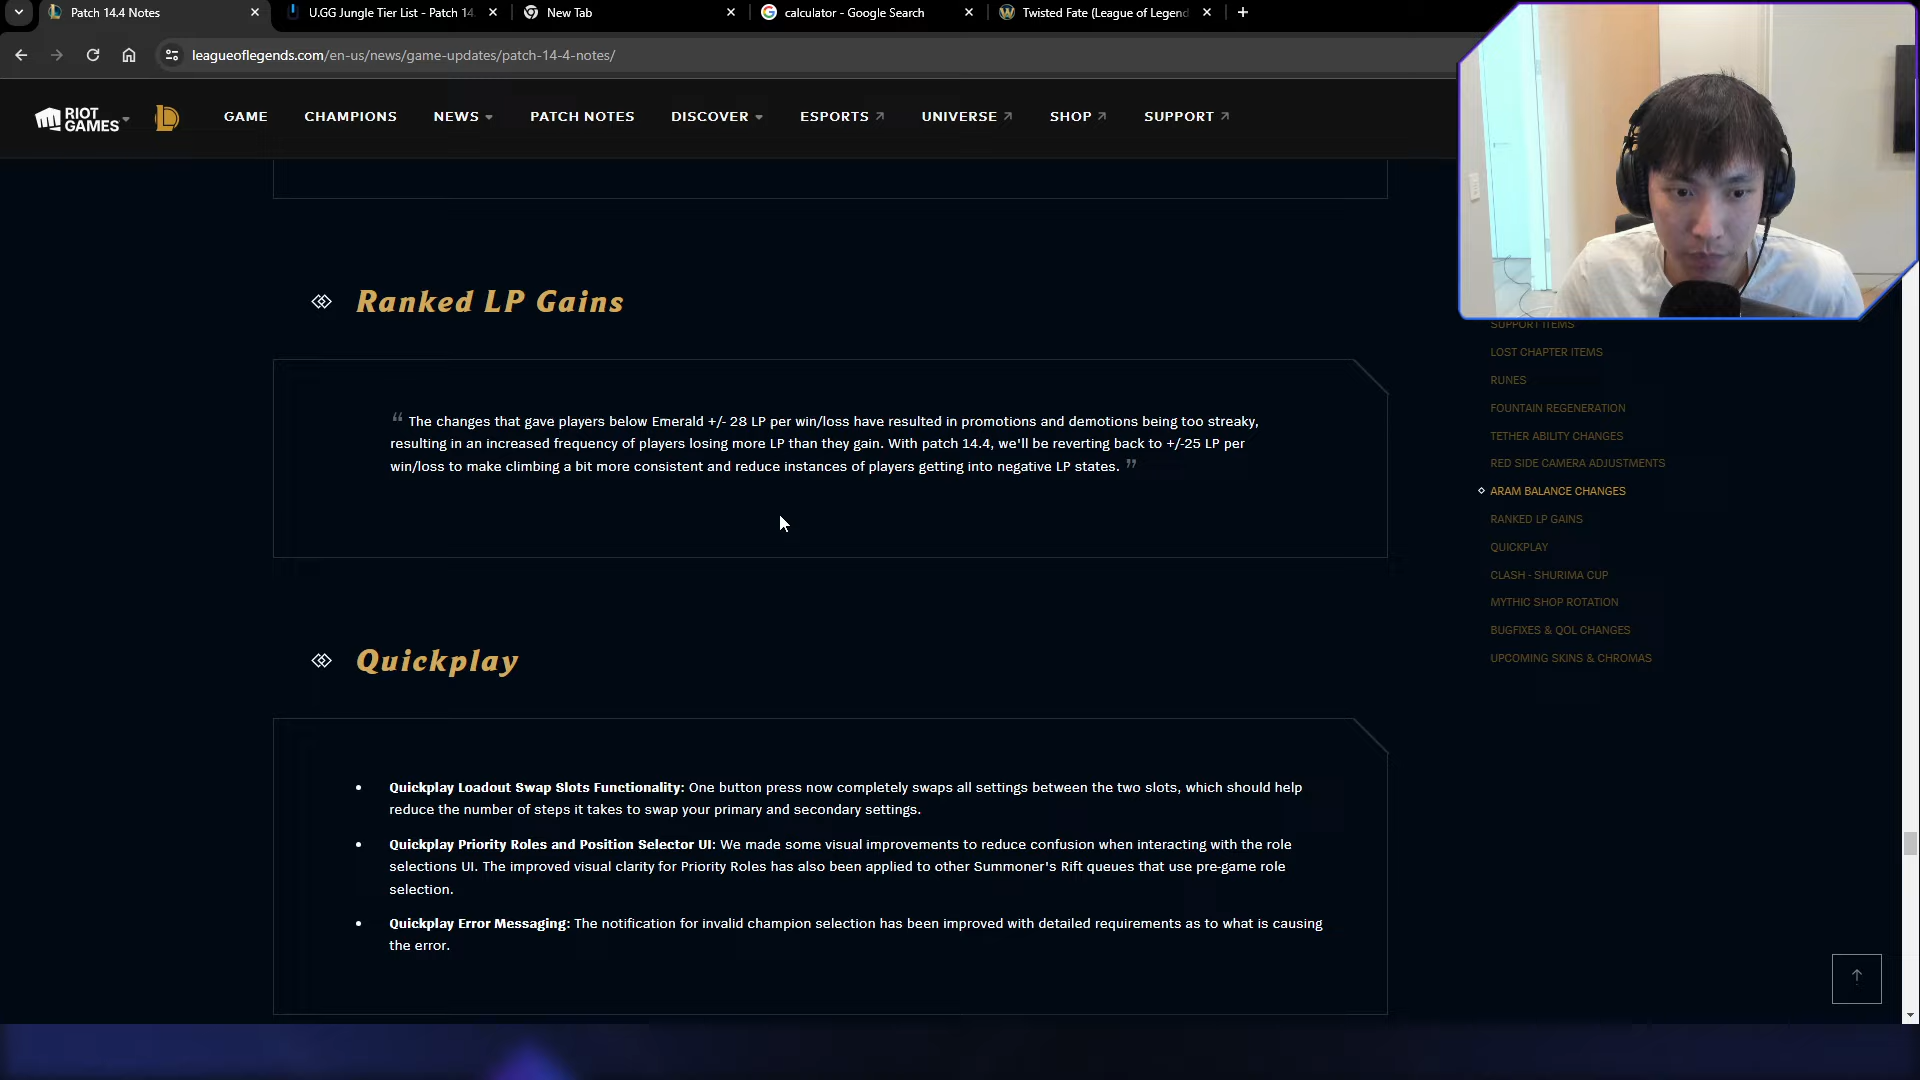 Patch 14.4 Notes
U.GG Jungle Tier List - Patch 14.
New Tab
calculator - Google Search
Twisted Fate (League of Legend
leagueoflegends.com/en-us/news/game-updates/patch-14-4-notes/
RIOT GAMES
GAME
CHAMPIONS
NEWS
PATCH NOTES
DISCOVER
ESPORTS
UNIVERSE
SHOP
SUPPORT
Ranked LP Gains
“ The changes that gave players below Emerald +/- 28 LP per win/loss have resulted in promotions and demotions being too streaky,
resulting in an increased frequency of players losing more LP than they gain. With patch 14.4, we'll be reverting back to +/-25 LP per
win/loss to make climbing a bit more consistent and reduce instances of players getting into negative LP states. ”
Quickplay
• Quickplay Loadout Swap Slots Functionality: One button press now completely swaps all settings between the two slots, which should help
reduce the number of steps it takes to swap your primary and secondary settings.
• Quickplay Priority Roles and Position Selector UI: We made some visual improvements to reduce confusion when interacting with the role
selections UI. The improved visual clarity for Priority Roles has also been applied to other Summoner's Rift queues that use pre-game role
selection.
• Quickplay Error Messaging: The notification for invalid champion selection has been improved with detailed requirements as to what is causing
the error.
SUPPORT ITEMS
LOST CHAPTER ITEMS
RUNES
FOUNTAIN REGENERATION
TETHER ABILITY CHANGES
RED SIDE CAMERA ADJUSTMENTS
ARAM BALANCE CHANGES
RANKED LP GAINS
QUICKPLAY
CLASH - SHURIMA CUP
MYTHIC SHOP ROTATION
BUGFIXES & QOL CHANGES
UPCOMING SKINS & CHROMAS